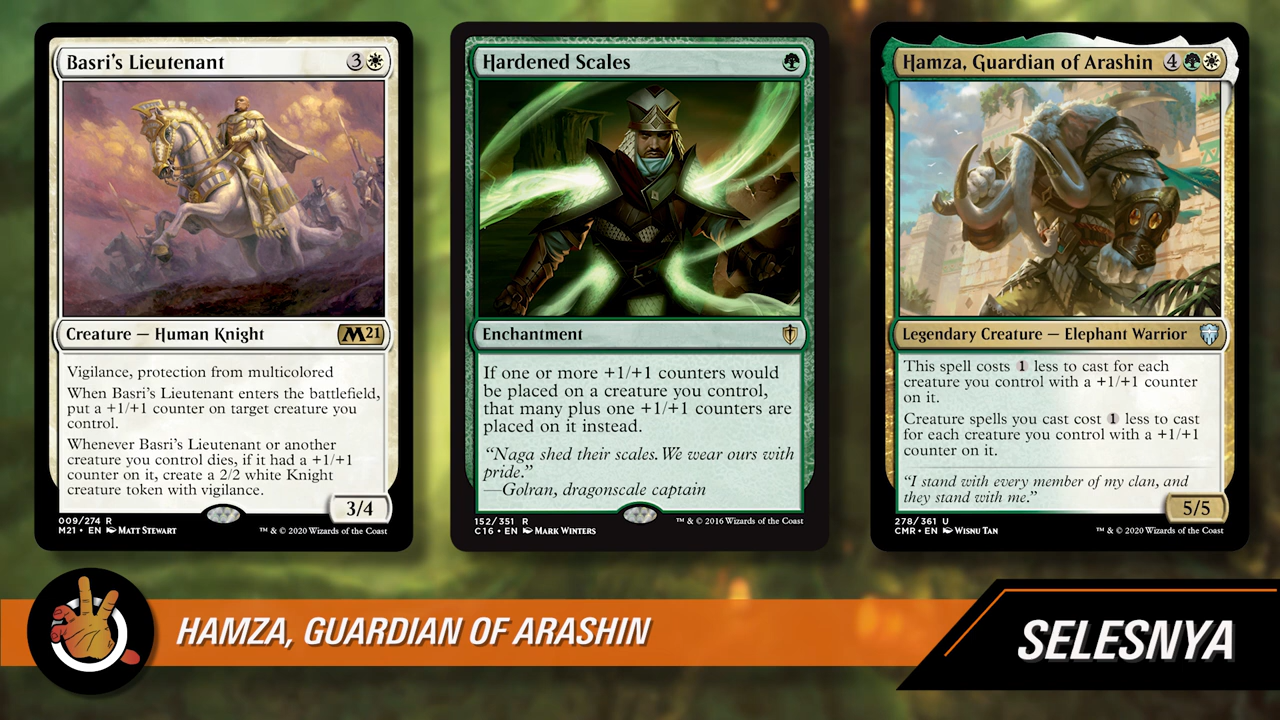 Basri's Lieutenant 3
Creature — Human Knight M21
Vigilance, protection from multicolored
When Basri's Lieutenant enters the battlefield,
put a +1/+1 counter on target creature you
control.
Whenever Basri's Lieutenant or another
creature you control dies, if it had a +1/+1
counter on it, create a 2/2 white Knight
creature token with vigilance.
3/4
009/274 R
M21 • EN Matt Stewart ™ & © 2020 Wizards of the Coast
Hardened Scales
Enchantment
If one or more +1/+1 counters would
be placed on a creature you control,
that many plus one +1/+1 counters are
placed on it instead.
"Naga shed their scales. We wear ours with
pride."
—Golran, dragonscale captain
152/351 R
C16 • EN Mark Winters ™ & © 2016 Wizards of the Coast
Hamza, Guardian of Arashin 4
Legendary Creature — Elephant Warrior
This spell costs 1 less to cast for each
creature you control with a +1/+1 counter
on it.
Creature spells you cast cost 1 less to cast
for each creature you control with a +1/+1
counter on it.
"I stand with every member of my clan, and
they stand with me."
5/5
278/361 U
CMR • EN Wisnu Tan ™ & © 2020 Wizards of the Coast
HAMZA, GUARDIAN OF ARASHIN
SELESNYA